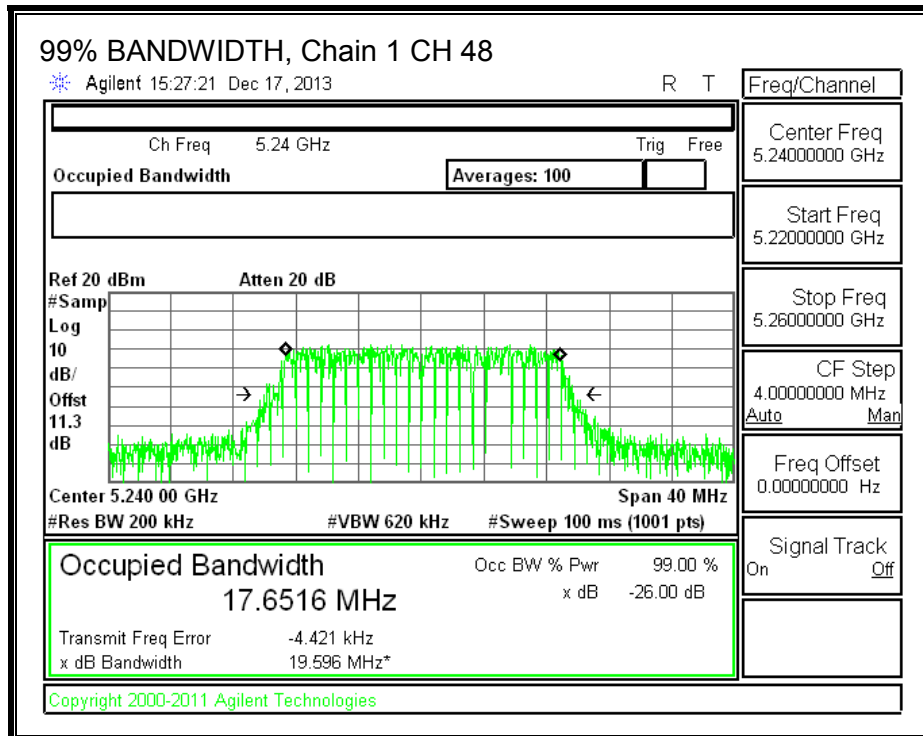 99% BANDWIDTH, Chain 1 CH 48
Agilent 15:27:21 Dec 17, 2013 R T
Freq/Channel
Ch Freq 5.24 GHz Trig Free
Occupied Bandwidth Averages: 100
Center Freq
5.24000000 GHz
Start Freq
5.22000000 GHz
Stop Freq
5.26000000 GHz
CF Step
4.00000000 MHz
Auto Man
Freq Offset
0.00000000 Hz
Signal Track
On Off
Ref 20 dBm Atten 20 dB
#Samp
Log
10
dB/
Offst
11.3
dB
Center 5.240 00 GHz Span 40 MHz
#Res BW 200 kHz #VBW 620 kHz #Sweep 100 ms (1001 pts)
Occupied Bandwidth Occ BW % Pwr 99.00 %
17.6516 MHz x dB -26.00 dB
Transmit Freq Error -4.421 kHz
x dB Bandwidth 19.596 MHz*
Copyright 2000-2011 Agilent Technologies